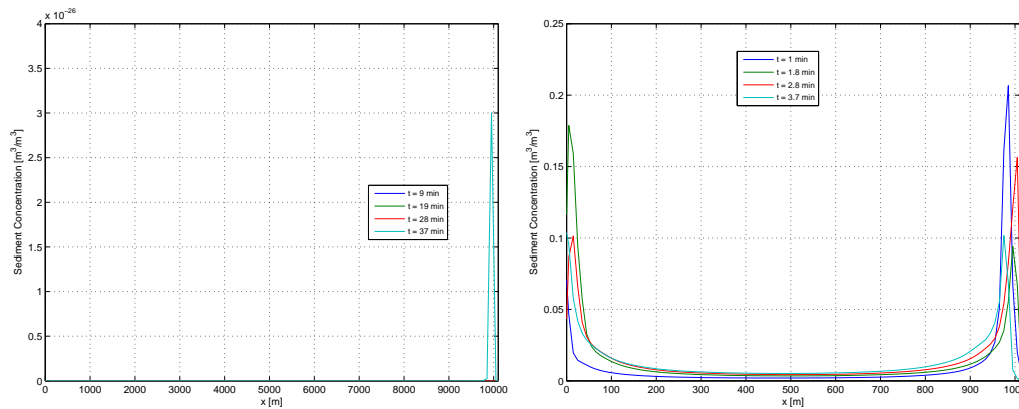 x 10^-26
4
3.5
3
2.5
2
1.5
1
0.5
0
Sediment Concentration [m^3/m^3]
t = 9 min
t = 19 min
t = 28 min
t = 37 min
0 1000 2000 3000 4000 5000 6000 7000 8000 9000 10000
x [m]
0.25
0.2
0.15
0.1
0.05
0
Sediment Concentration [m^3/m^3]
t = 1 min
t = 1.8 min
t = 2.8 min
t = 3.7 min
0 100 200 300 400 500 600 700 800 900
x [m]